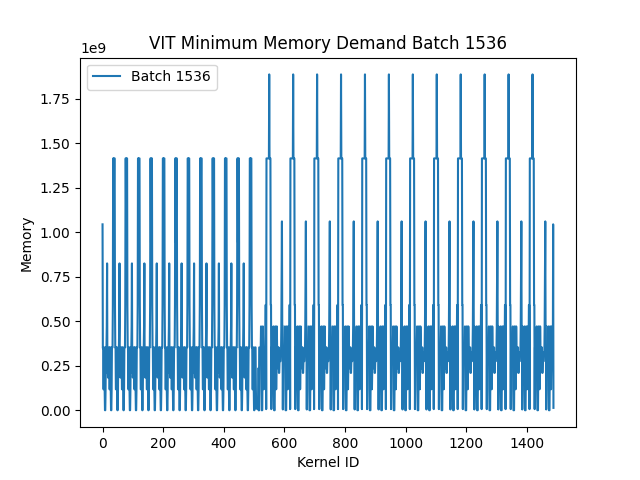 VIT Minimum Memory Demand Batch 1536
1e9
Batch 1536
1.75
1.50
1.25
1.00
0.75
0.50
0.25
0.00
Memory
0 200 400 600 800 1000 1200 1400
Kernel ID